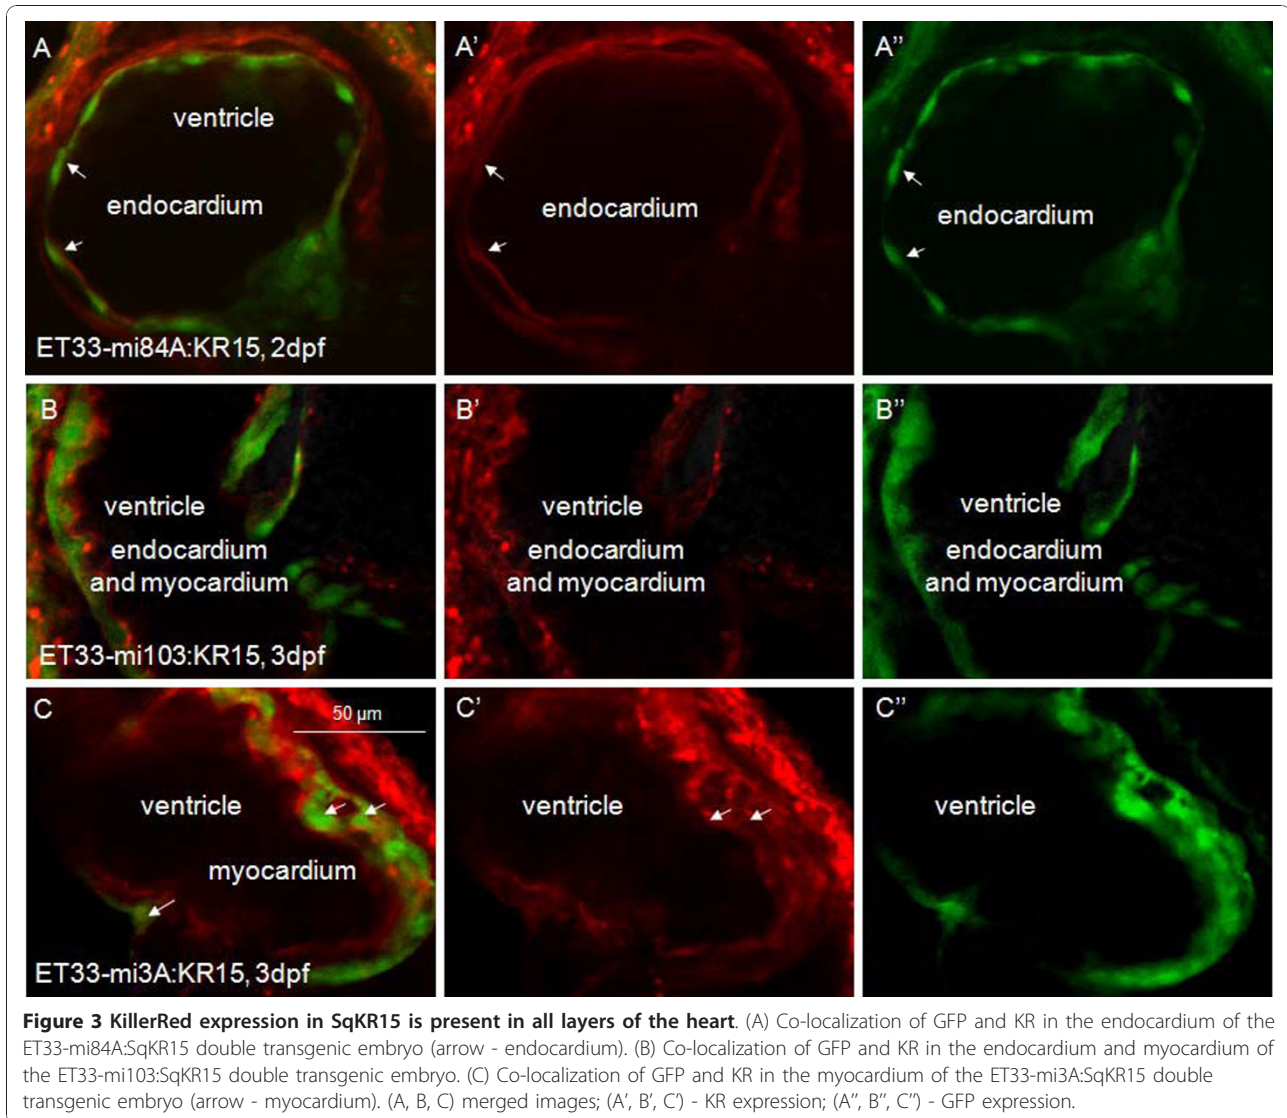 A
ventricle
endocardium
ET33-mi84A:KR15, 2dpf
A'
endocardium
A''
endocardium
B
ventricle
endocardium
and myocardium
ET33-mi103:KR15, 3dpf
B'
ventricle
endocardium
and myocardium
B''
ventricle
endocardium
and myocardium
C
50 µm
ventricle
myocardium
ET33-mi3A:KR15, 3dpf
C'
ventricle
C''
ventricle
Figure 3 KillerRed expression in SqKR15 is present in all layers of the heart. (A) Co-localization of GFP and KR in the endocardium of the
ET33-mi84A:SqKR15 double transgenic embryo (arrow - endocardium). (B) Co-localization of GFP and KR in the endocardium and myocardium of
the ET33-mi103:SqKR15 double transgenic embryo. (C) Co-localization of GFP and KR in the myocardium of the ET33-mi3A:SqKR15 double
transgenic embryo (arrow - myocardium). (A, B, C) merged images; (A', B', C') - KR expression; (A'', B'', C'') - GFP expression.